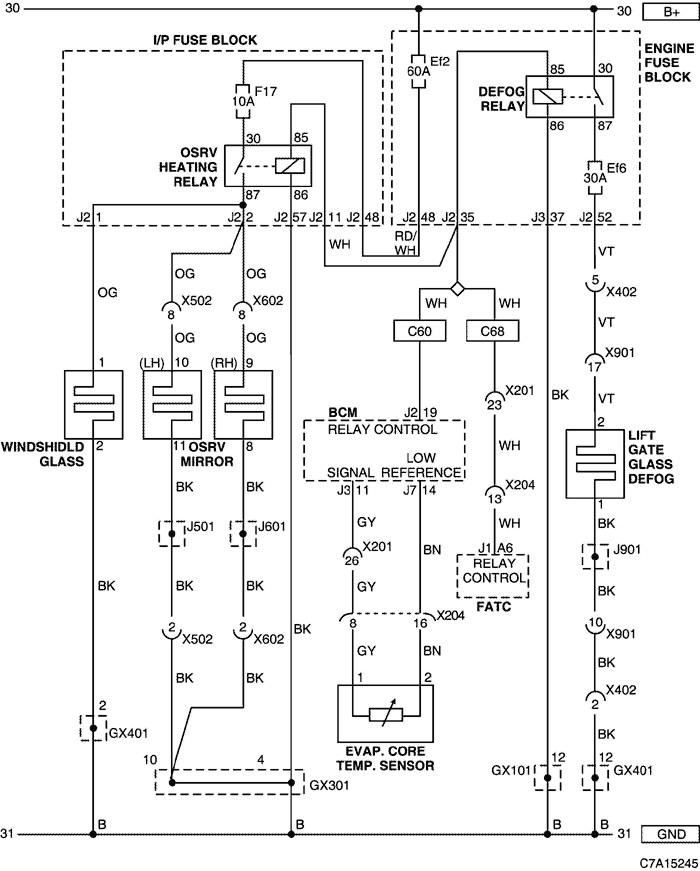 30 30 B+
I/P FUSE BLOCK
ENGINE
FUSE
BLOCK
Ef2
60A
F17
10A
85 30
DEFOG
RELAY
86 87
30 85
OSRV
HEATING
RELAY
87 86
Ef6
30A
J2 1 J2 2 J2 57 J2 11 J2 48 J2 48 J2 35 J3 37 J2 52
WH RD/
WH
VT
OG OG OG
5 X402
X502 X602
8 8
WH WH
VT
C60 C68
OG OG
X901
17
1 (LH) 10 (RH) 9
VT
BK
X201
23
2
BCM J2 19
RELAY CONTROL
WINDSHIDLD
GLASS
2 11 OSRV
MIRROR 8
LIFT
GATE
GLASS
DEFOG
WH
LOW
SIGNAL REFERENCE
BK BK
J3 11 J7 14
X204
13
1
J501 J601
GY BN WH
BK
X201
26
J1 A6
RELAY
CONTROL
FATC
J901
BK BK BK
GY
BK
8 16 X204
2 X502 2 X602 BK
10 X901
GY BN
BK BK
BK
1 2
X402
2
2
GX401
EVAP. CORE
TEMP. SENSOR
BK
10 4
GX301
GX101 12 12 GX401
31 B B B B 31 GND
C7A15245